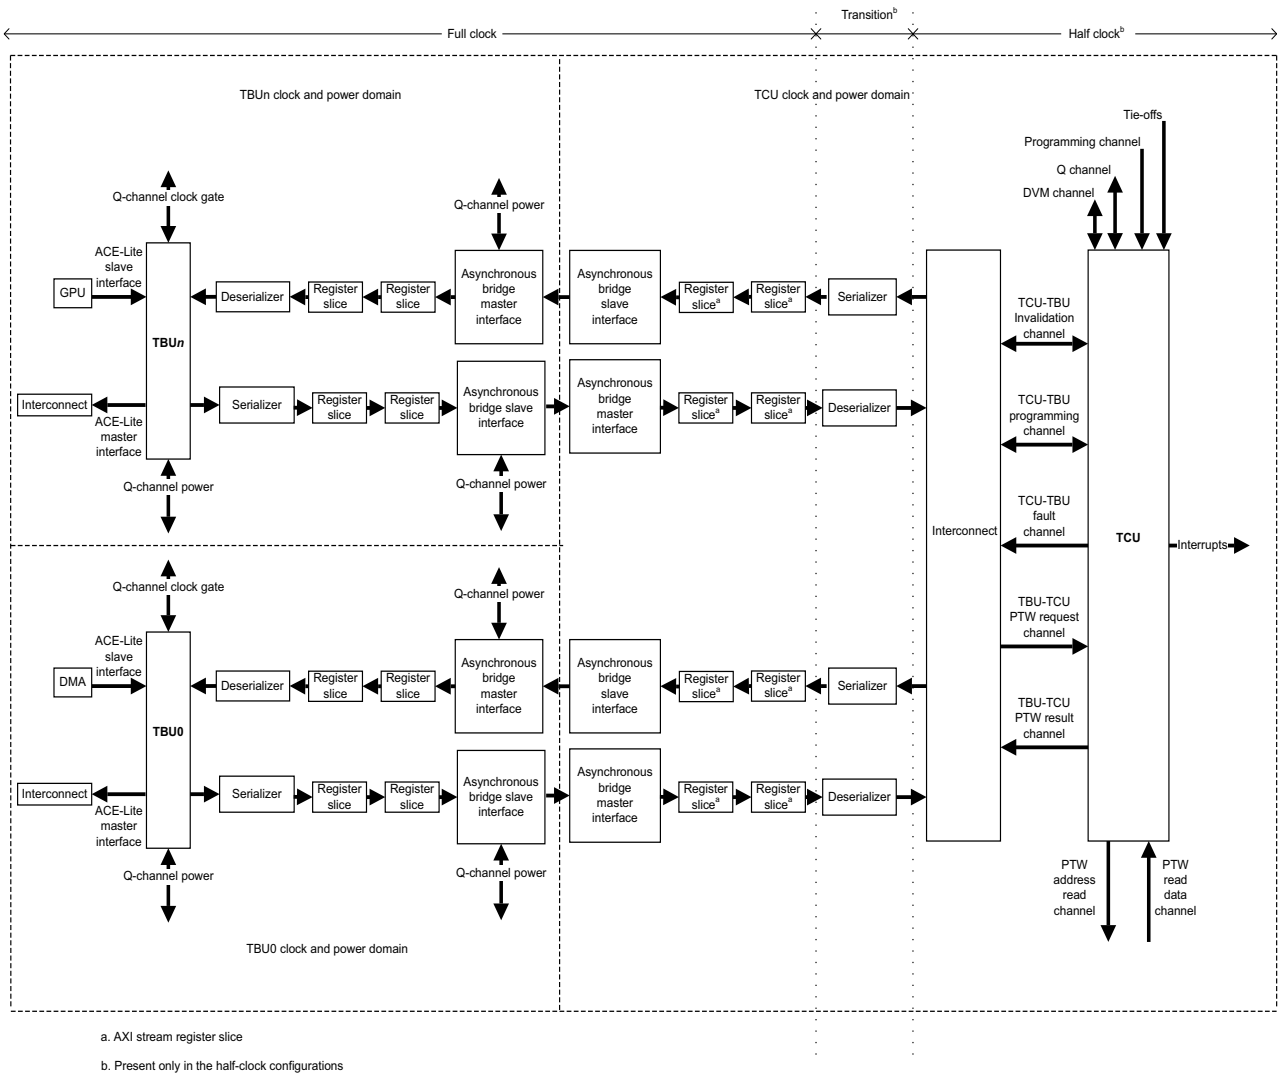 Transitionb
Full clock
Half clockb
TBUn clock and power domain
TCU clock and power domain
Tie-offs
Programming channel
Q channel
DVM channel
Q-channel clock gate
Q-channel power
ACE-Lite
slave
interface
GPU
TBUn
Deserializer
Register
slice
Register
slice
Asynchronous
bridge
master
interface
Asynchronous
bridge
slave
interface
Register
slicea
Register
slicea
Serializer
Interconnect
ACE-Lite
master
interface
Serializer
Register
slice
Register
slice
Asynchronous
bridge slave
interface
Asynchronous
bridge
master
interface
Register
slicea
Register
slicea
Deserializer
Q-channel power
Q-channel power
Interconnect
TCU-TBU
Invalidation
channel
TCU-TBU
programming
channel
TCU-TBU
fault
channel
TBU-TCU
PTW request
channel
TBU-TCU
PTW result
channel
TCU
Interrupts
Q-channel clock gate
Q-channel power
ACE-Lite
slave
interface
DMA
TBU0
Deserializer
Register
slice
Register
slice
Asynchronous
bridge
master
interface
Asynchronous
bridge
slave
interface
Register
slicea
Register
slicea
Serializer
Interconnect
ACE-Lite
master
interface
Serializer
Register
slice
Register
slice
Asynchronous
bridge slave
interface
Asynchronous
bridge
master
interface
Register
slicea
Register
slicea
Deserializer
Q-channel power
Q-channel power
PTW
address
read
channel
PTW
read
data
channel
TBU0 clock and power domain
a. AXI stream register slice
b. Present only in the half-clock configurations